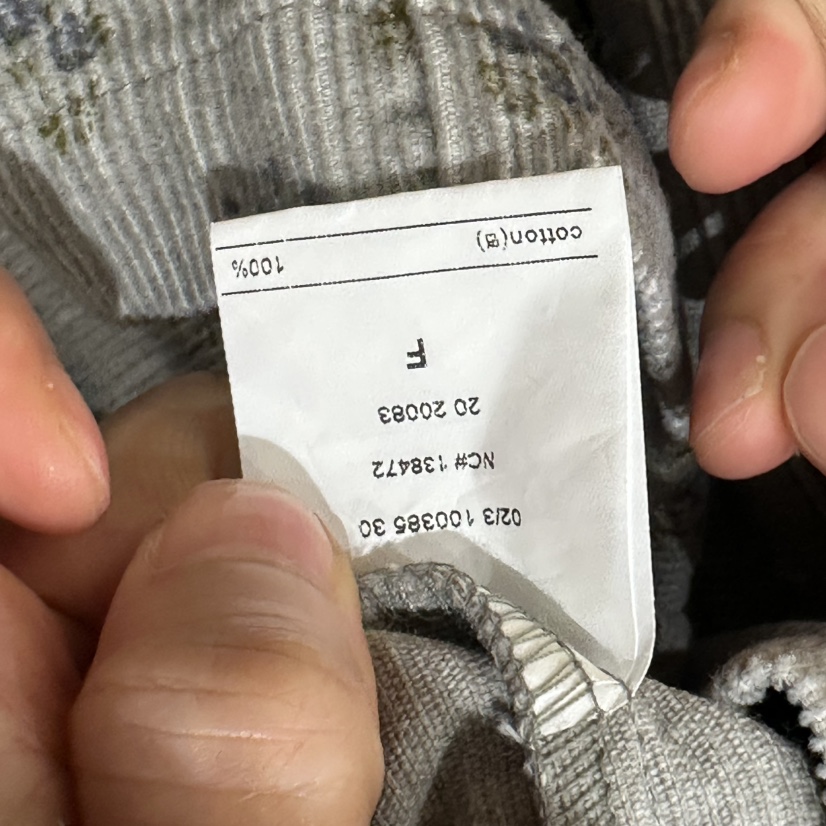 02/3 100385 30
NC# 138472
20 20083
F
cotton 100%